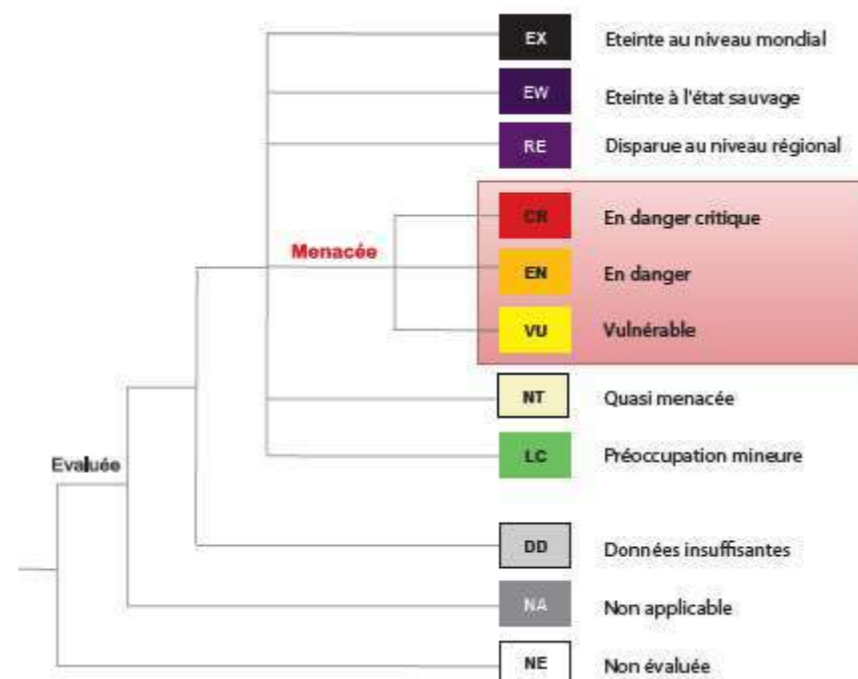 EX Eteinte au niveau mondial
EW Eteinte à l'état sauvage
RE Disparue au niveau régional
CR En danger critique
Menacée
EN En danger
VU Vulnérable
NT Quasi menacée
LC Préoccupation mineure
Evaluée
DD Données insuffisantes
NA Non applicable
NE Non évaluée